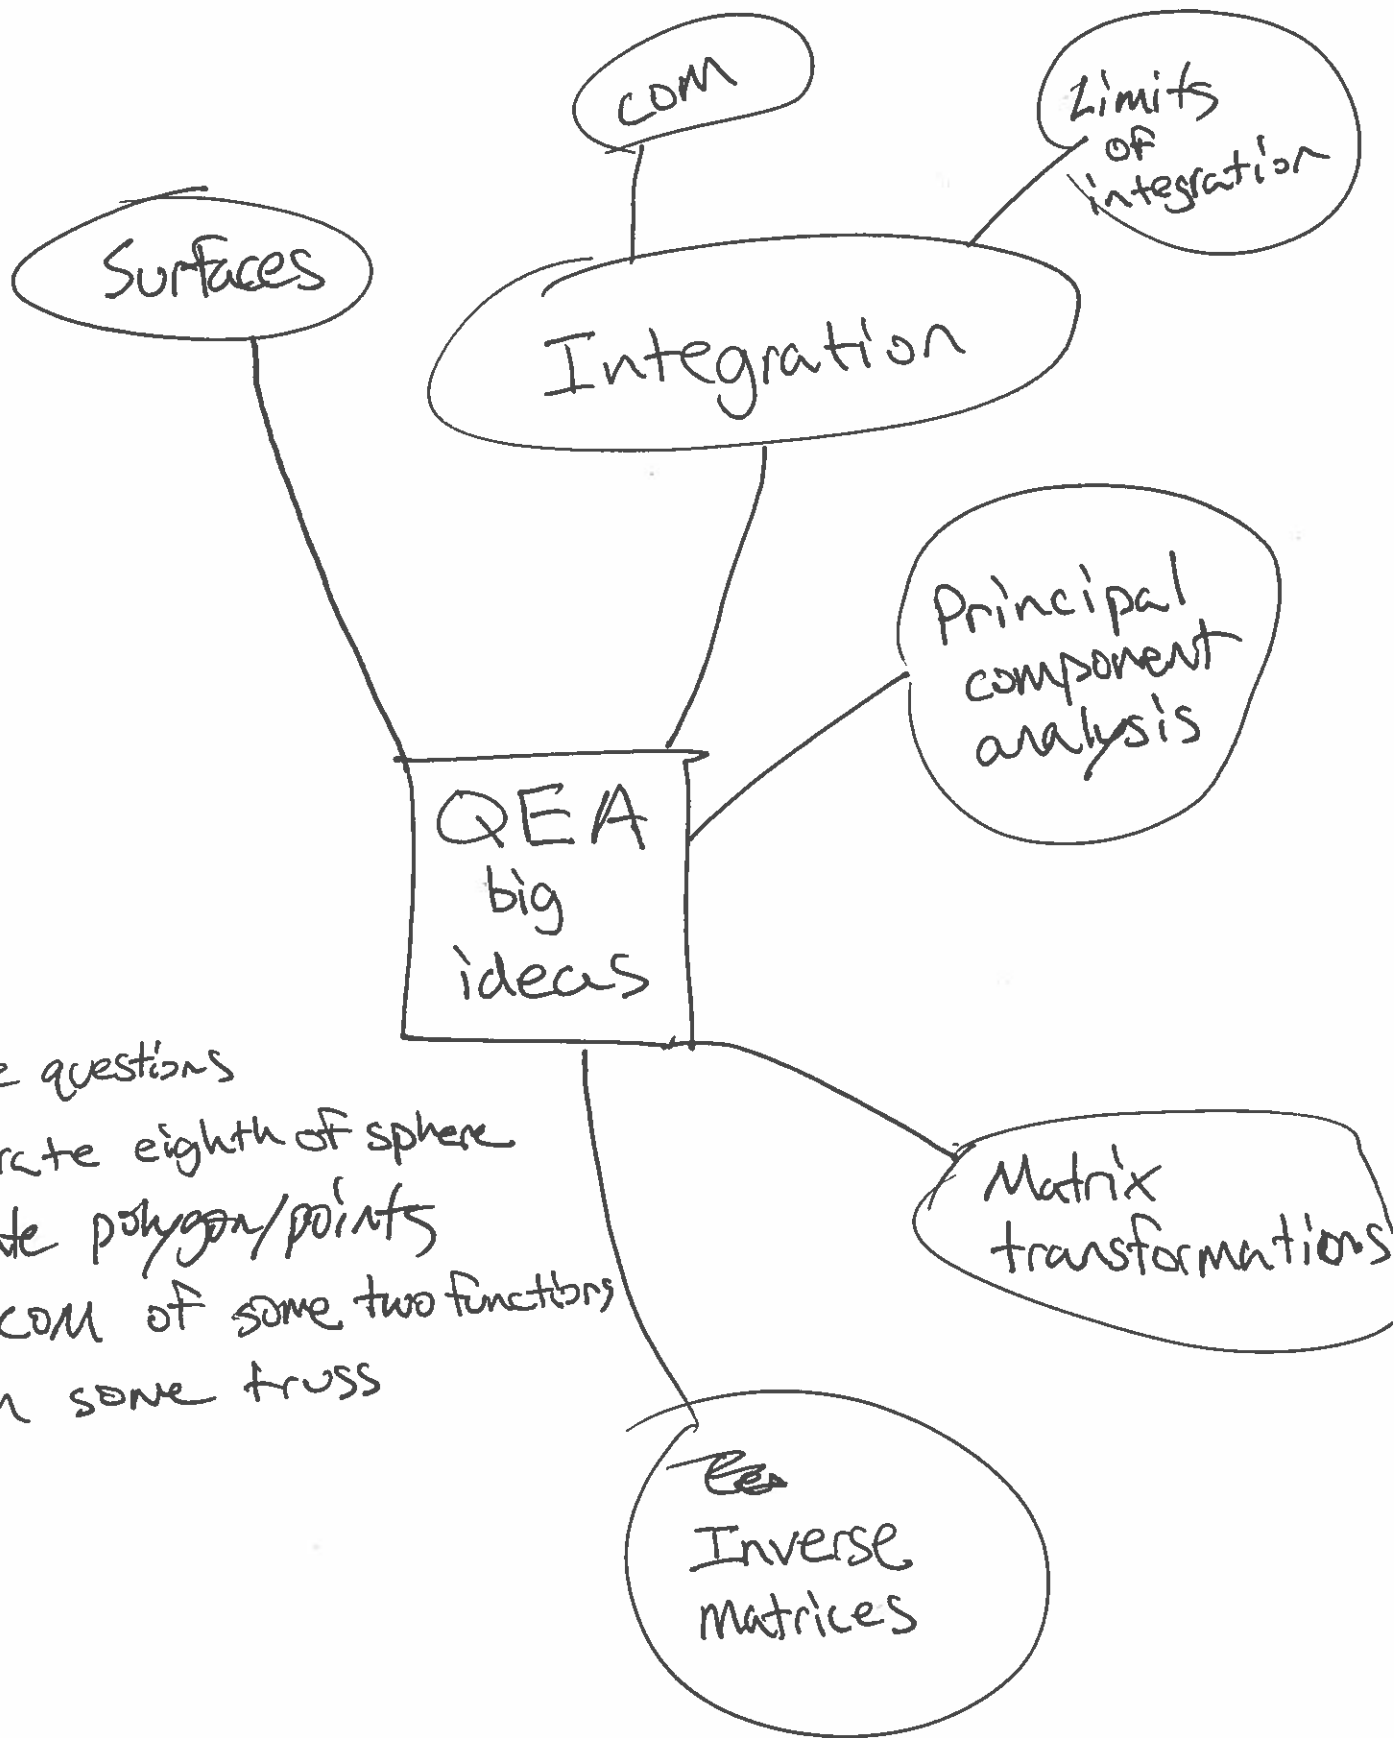 COM
Limits
of
integration
Surfaces
Integration
Principal
component
analysis
QEA
big
ideas
questions
eighth of sphere
polygon/points
COM of some two functions
some truss
Matrix
transformations
Inverse
matrices